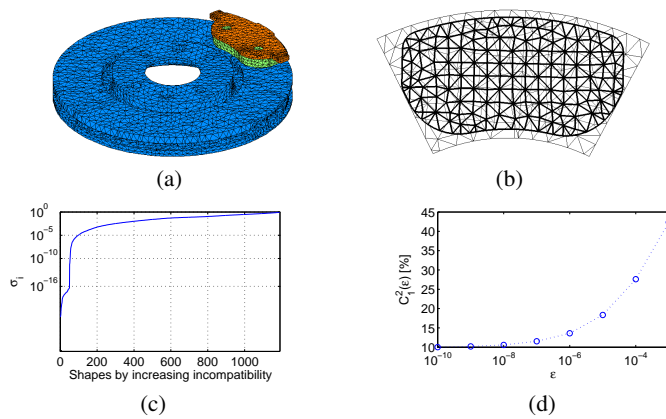 (a)
(b)
10^0
10^-5
10^-10
10^-16
σ_i
0 200 400 600 800 1000
Shapes by increasing incompatibility
(c)
45
40
35
30
25
20
15
10
C_1^2(ε) [%]
10^-10 10^-8 10^-6 10^-4
ε
(d)